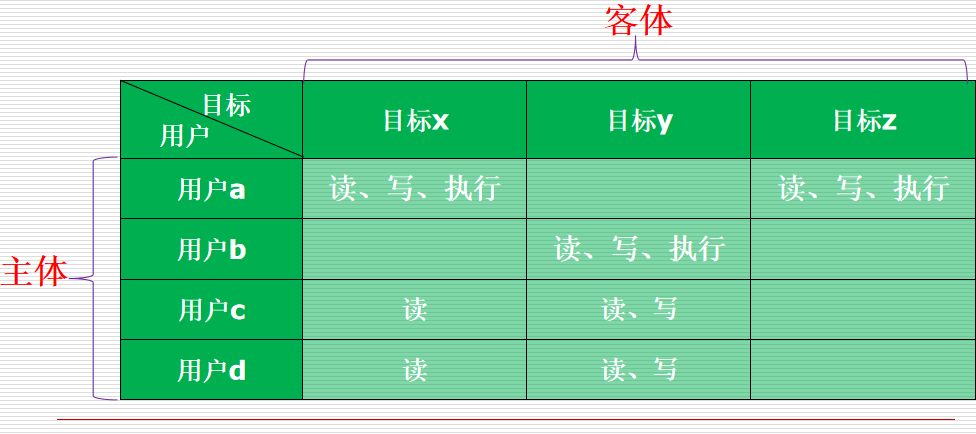 客体
目标
用户
目标x
目标y
目标z
用户a
读、写、执行
读、写、执行
用户b
读、写、执行
主体
用户c
读
读、写
用户d
读
读、写